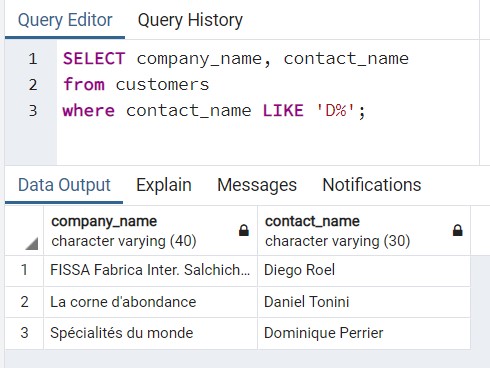 Query Editor Query History
1 SELECT company_name, contact_name
2 from customers
3 where contact_name LIKE 'D%';
Data Output Explain Messages Notifications
company_name contact_name
character varying (40) character varying (30)
1 FISSA Fabrica Inter. Salchich... Diego Roel
2 La corne d'abondance Daniel Tonini
3 Spécialités du monde Dominique Perrier